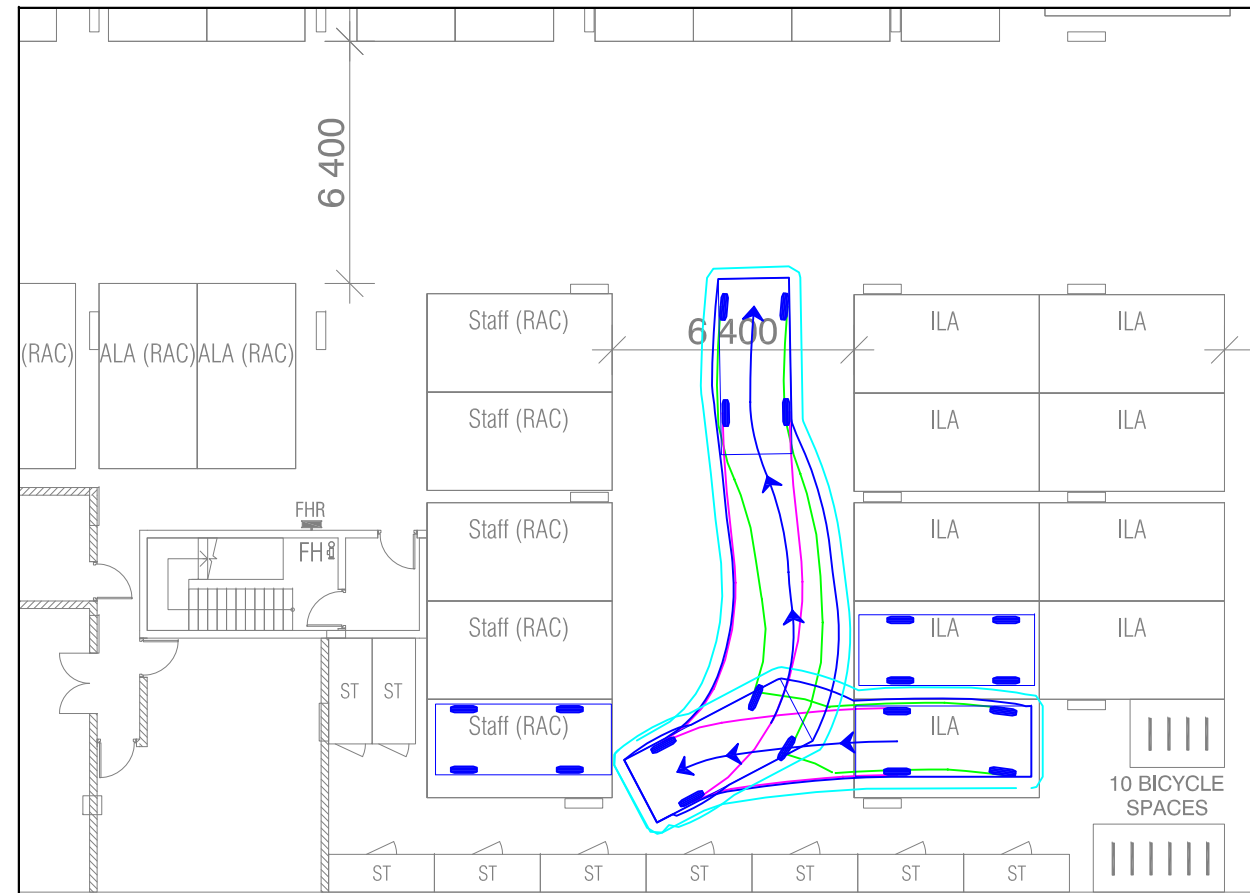 6 400
(RAC)
ALA (RAC)
ALA (RAC)
Staff (RAC)
6 400
ILA
ILA
Staff (RAC)
ILA
ILA
FHR
FH
Staff (RAC)
ILA
ILA
Staff (RAC)
ILA
ILA
ST
ST
Staff (RAC)
ILA
10 BICYCLE
SPACES
ST
ST
ST
ST
ST
ST
ST